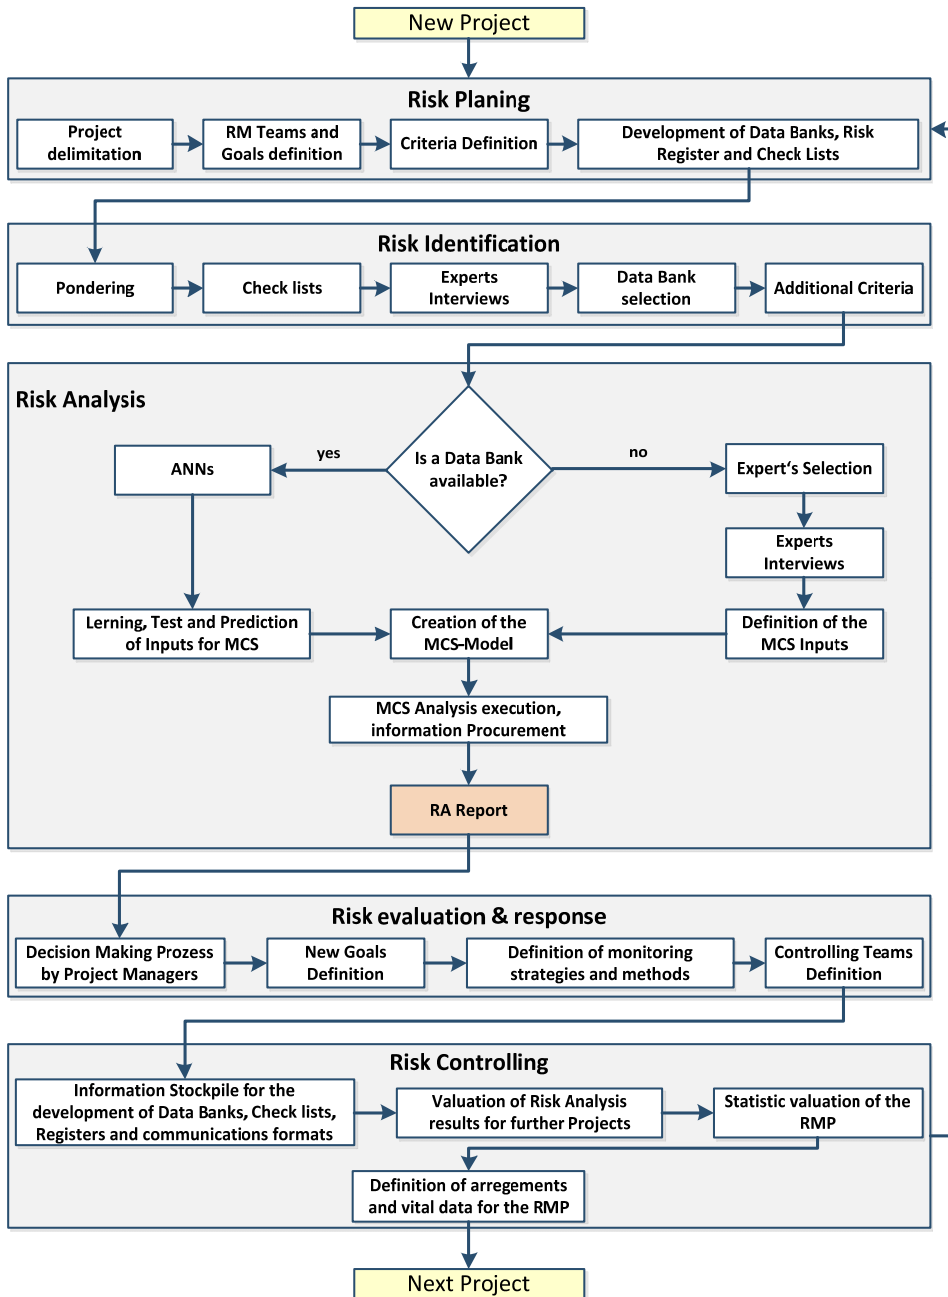 New Project
Risk Planing
Project
delimitation
RM Teams and
Goals definition
Criteria Definition
Development of Data Banks, Risk
Register and Check Lists
Risk Identification
Pondering
Check lists
Experts
Interviews
Data Bank
selection
Additional Criteria
Risk Analysis
Is a Data Bank
available?
yes
no
ANNs
Expert's Selection
Experts
Interviews
Lerning, Test and Prediction
of Inputs for MCS
Creation of the
MCS-Model
Definition of the
MCS Inputs
MCS Analysis execution,
information Procurement
RA Report
Risk evaluation & response
Decision Making Prozess
by Project Managers
New Goals
Definition
Definition of monitoring
strategies and methods
Controlling Teams
Definition
Risk Controlling
Information Stockpile for the
development of Data Banks, Check lists,
Registers and communications formats
Valuation of Risk Analysis
results for further Projects
Statistic valuation of the
RMP
Definition of arregements
and vital data for the RMP
Next Project